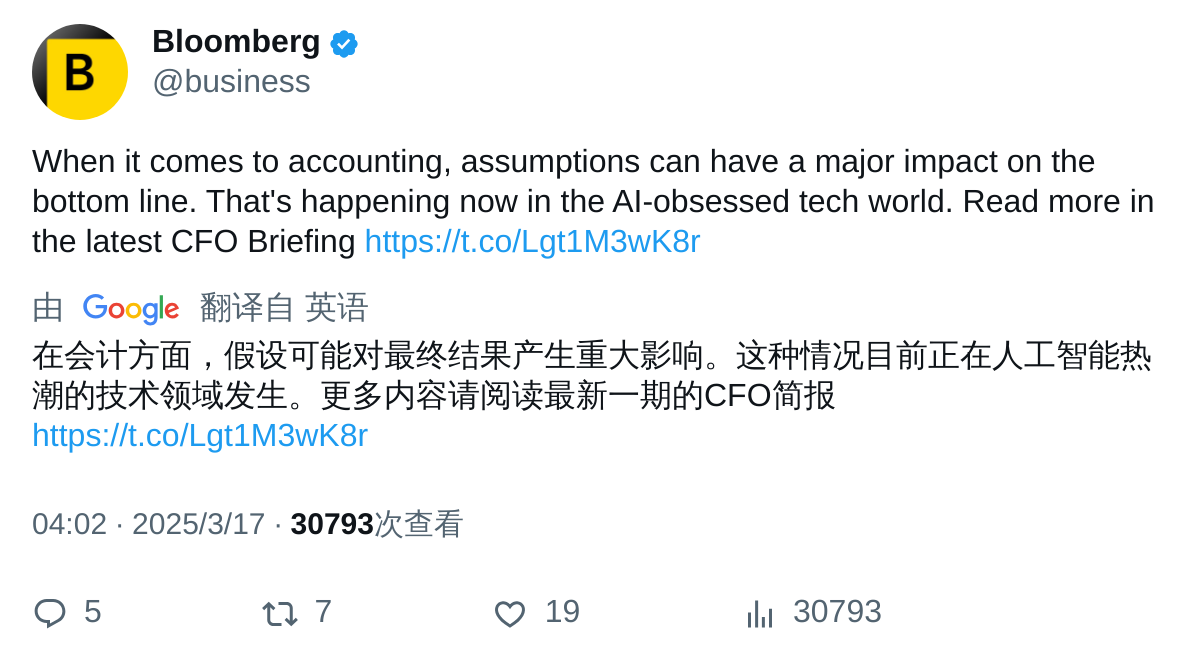 B
Bloomberg
@business
When it comes to accounting, assumptions can have a major impact on the
bottom line. That's happening now in the AI-obsessed tech world. Read more in
the latest CFO Briefing https://t.co/Lgt1M3wK8r
由 Google 翻译自 英语
在会计方面，假设可能对最终结果产生重大影响。这种情况目前正在人工智能热
潮的技术领域发生。更多内容请阅读最新一期的CFO简报
https://t.co/Lgt1M3wK8r
04:02 · 2025/3/17 · 30793次查看
5 7 19 30793